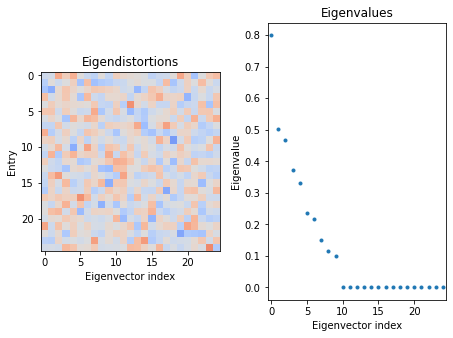 Eigendistortions
0
5
10
15
20
Entry
0 5 10 15 20
Eigenvector index
Eigenvalues
0.8
0.7
0.6
0.5
0.4
0.3
0.2
0.1
0.0
Eigenvalue
0 5 10 15 20
Eigenvector index